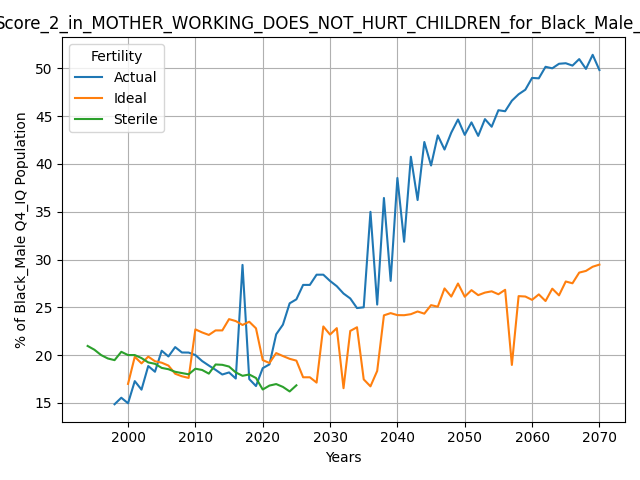 Score_2_in_MOTHER_WORKING_DOES_NOT_HURT_CHILDREN_for_Black_Male_
Fertility
Actual
Ideal
Sterile
% of Black_Male Q4_IQ Population
50
45
40
35
30
25
20
15
2000 2010 2020 2030 2040 2050 2060 2070
Years